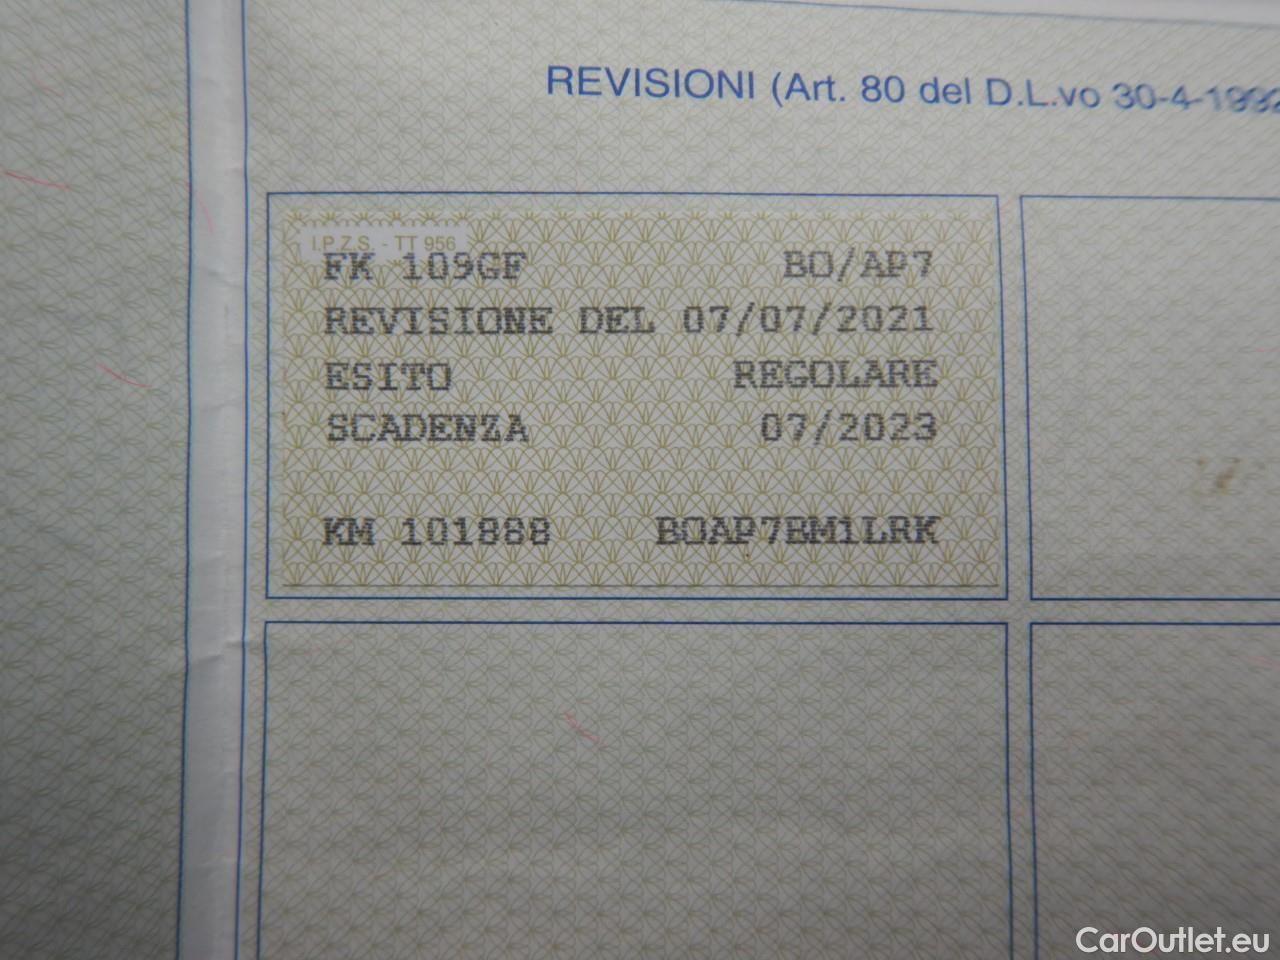 REVISIONI (Art. 80 del D.L.vo 30-4-1992
I.P.Z.S. - TT 956
FK 109GF BO/AP7
REVISIONE DEL 07/07/2021
ESITO REGOLARE
SCADENZA 07/2023
KM 101888 BOAP7BM1LRK
CarOutlet.eu